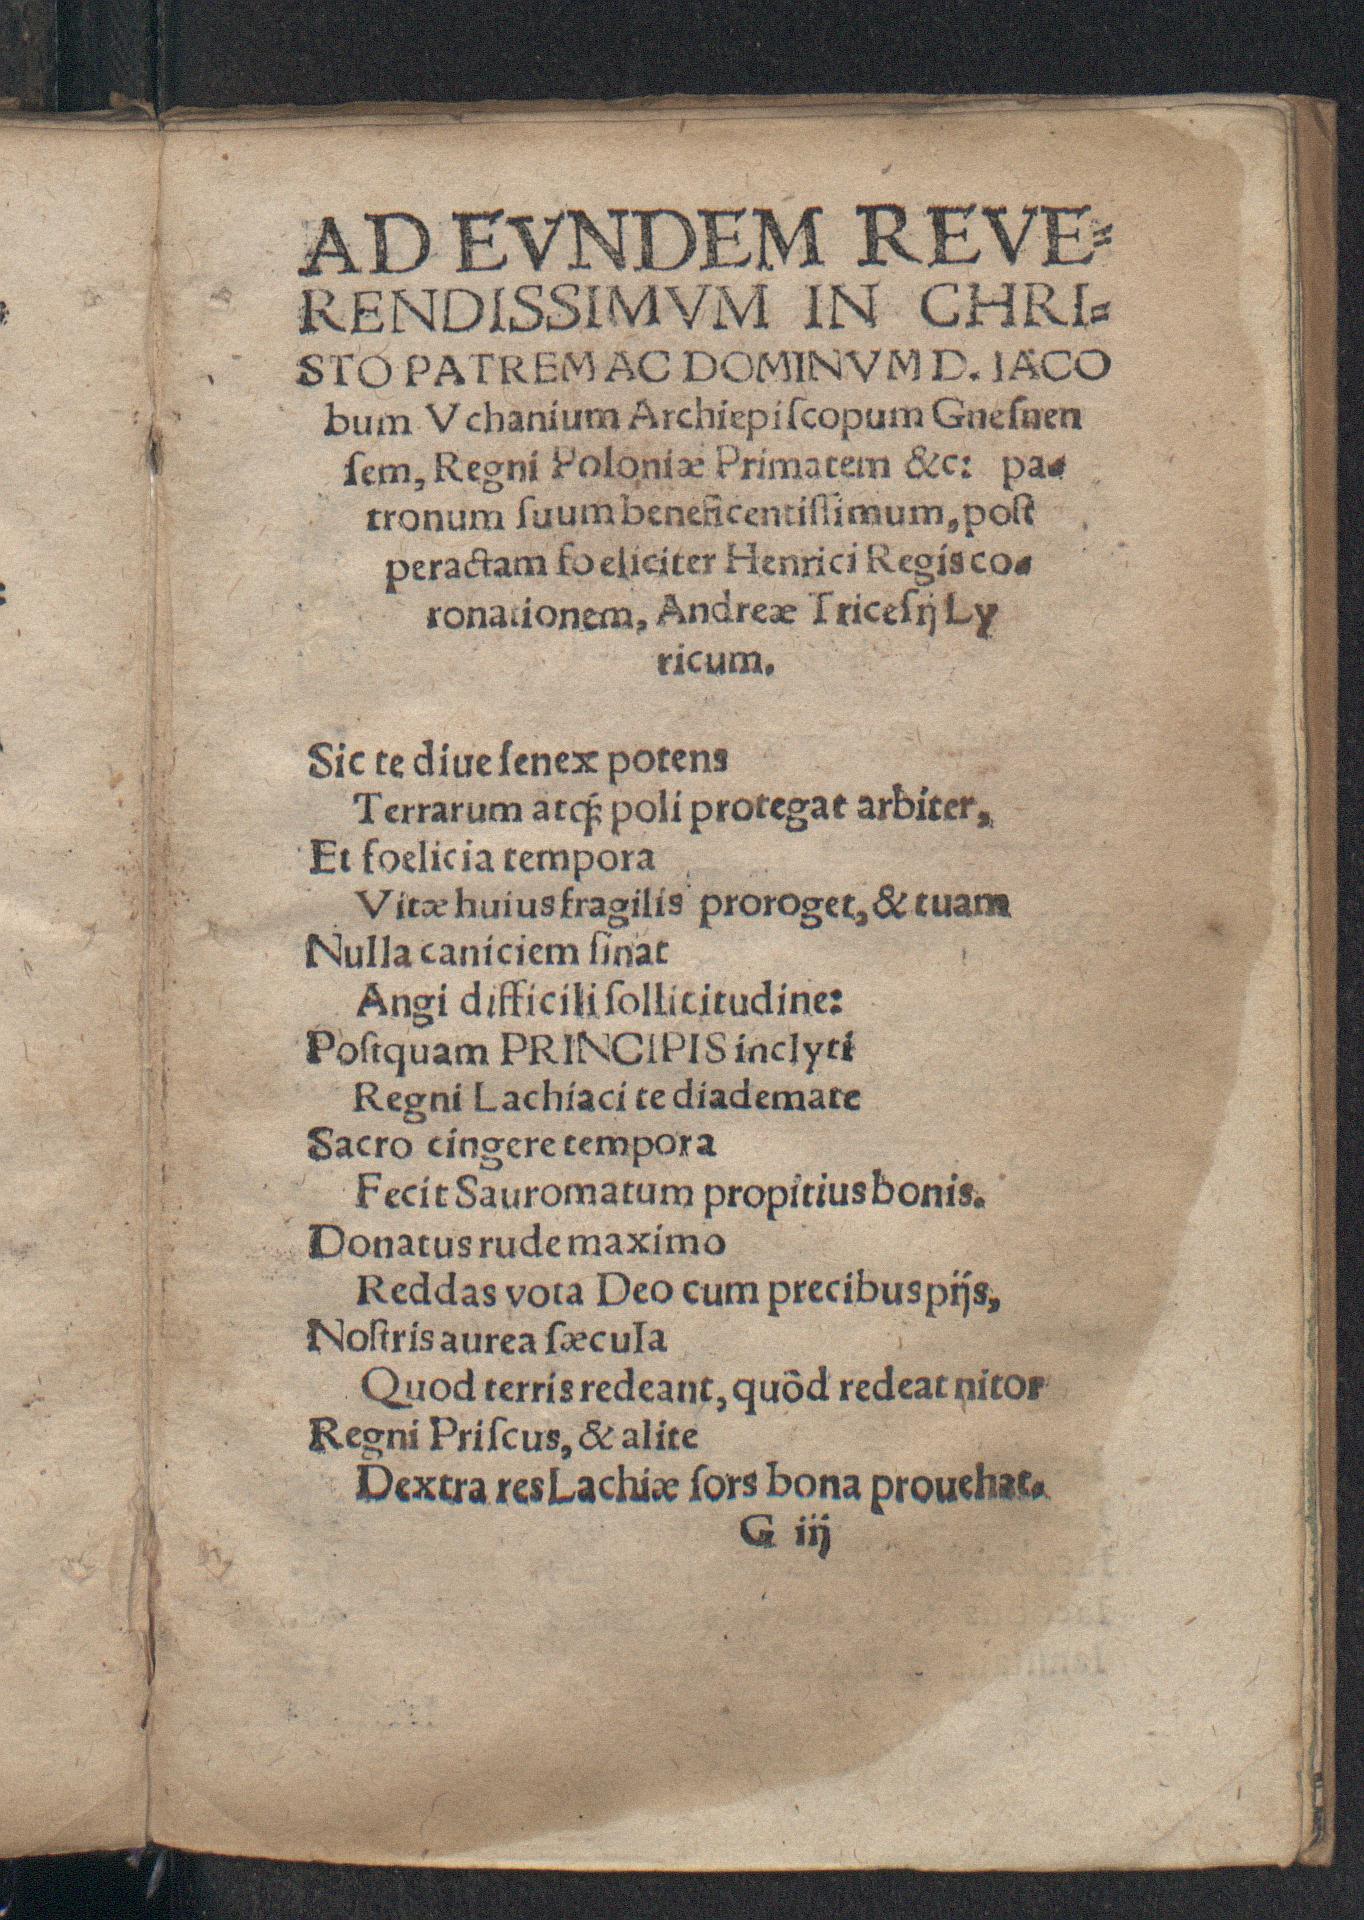 AD EVNDEM REVE⸗
RENDISSIMVM IN CHRI⸗
STO PATREM AC DOMINVM D. IACO
bum Vchanium Archiepiſcopum Gneſnen
ſem, Regni Poloniæ Primatem &c: pa⸗
tronum ſuum beneficentiſſimum, poſt
peractam foeliciter Henrici Regis co⸗
ronationem, Andreæ Triceſij Ly
ricum.
Sic te diue ſenex potens
Terrarum atq́; poli protegat arbiter,
Et foelicia tempora
Vitæ huius fragilis proroget, & tuam
Nulla caniciem ſinat
Angi difficili ſollicitudine:
Poſtquam PRINCIPIS inclyti
Regni Lachiaci te diademate
Sacro cingere tempora
Fecit Sauromatum propitius bonis.
Donatus rude maximo
Reddas vota Deo cum precibus pijs,
Noſtris aurea ſæcula
Quod terris redeant, quôd redeat nitor
Regni Priſcus, & alite
Dextra res Lachiæ ſors bona prouehat.
G iij